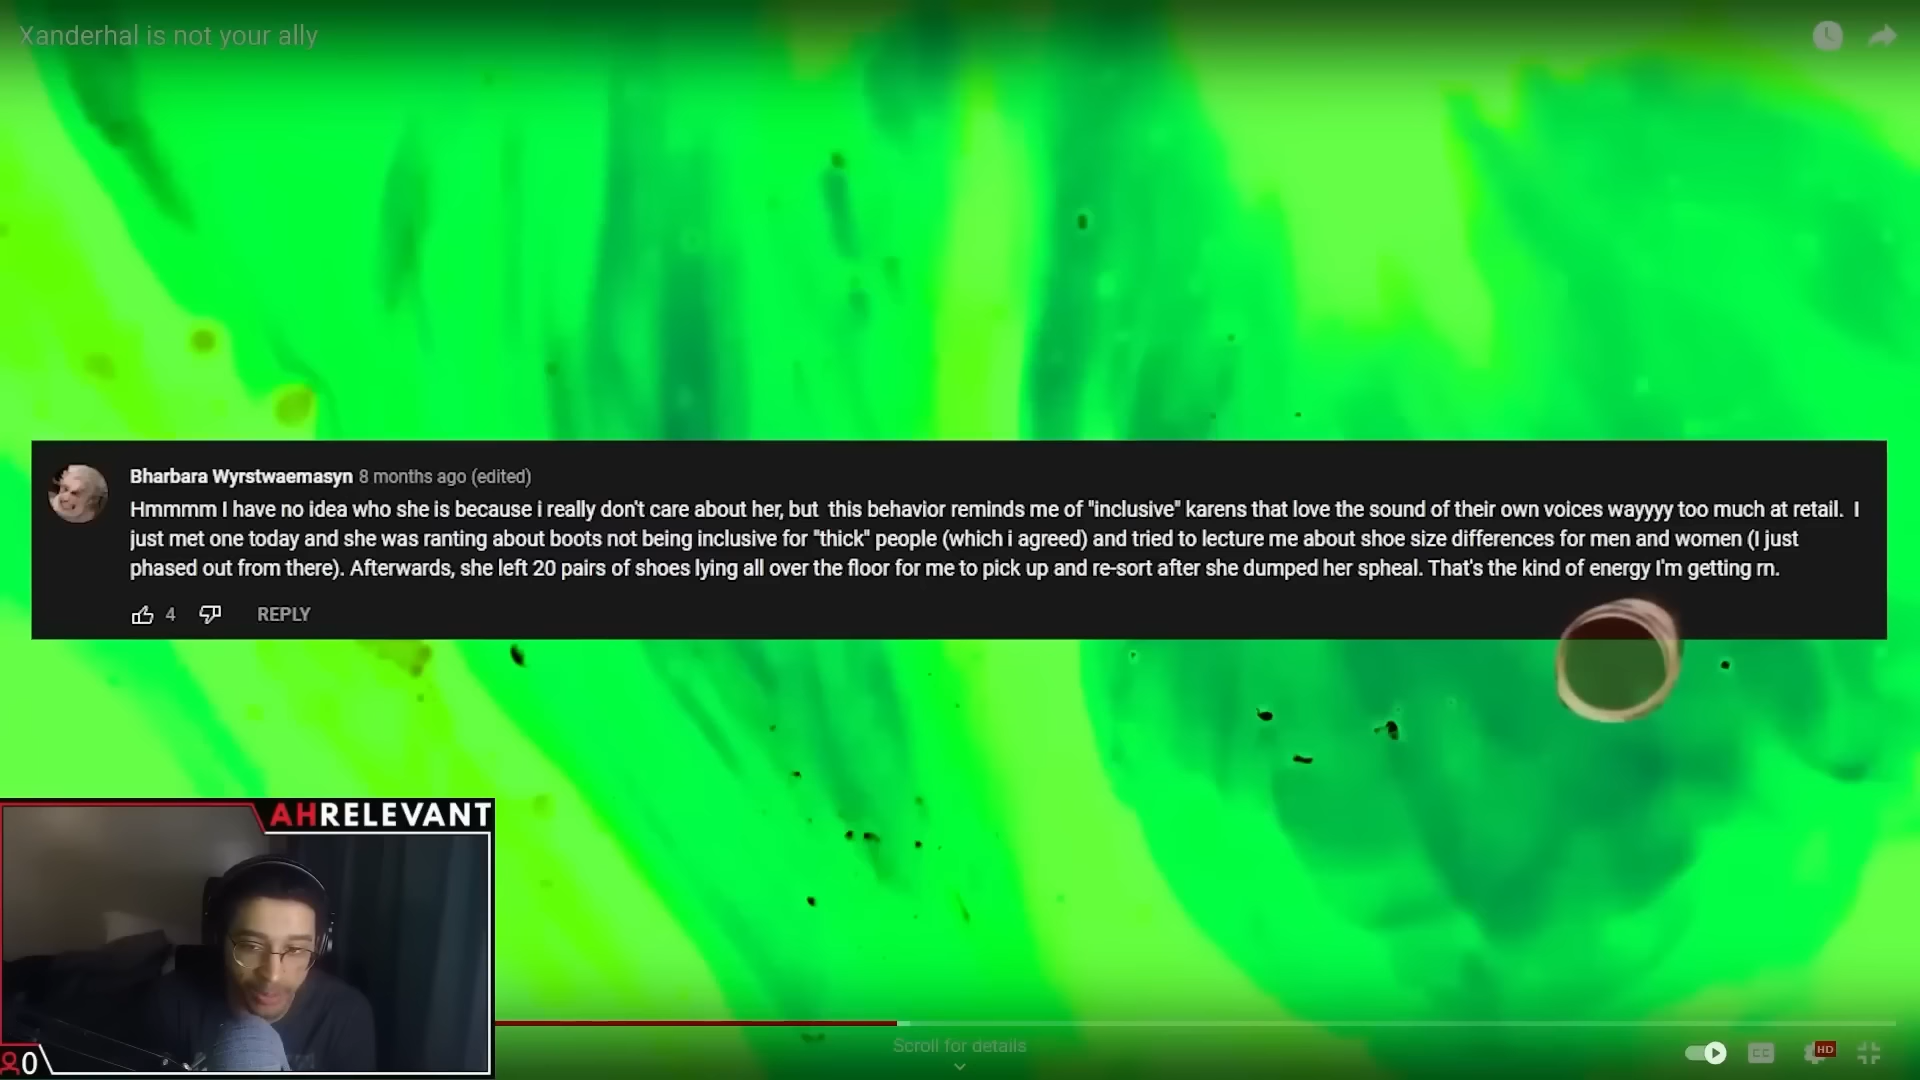 Xanderhal is not your ally
Bharbara Wyrstwaemasyn 8 months ago (edited)
Hmmmm I have no idea who she is because i really don't care about her, but  this behavior reminds me of "inclusive" karens that love the sound of their own voices wayyyy too much at retail.  I
just met one today and she was ranting about boots not being inclusive for "thick" people (which i agreed) and tried to lecture me about shoe size differences for men and women (I just
phased out from there). Afterwards, she left 20 pairs of shoes lying all over the floor for me to pick up and re-sort after she dumped her spheal. That's the kind of energy I'm getting rn.
4 REPLY
AHRELEVANT
0
Scroll for details
CC HD